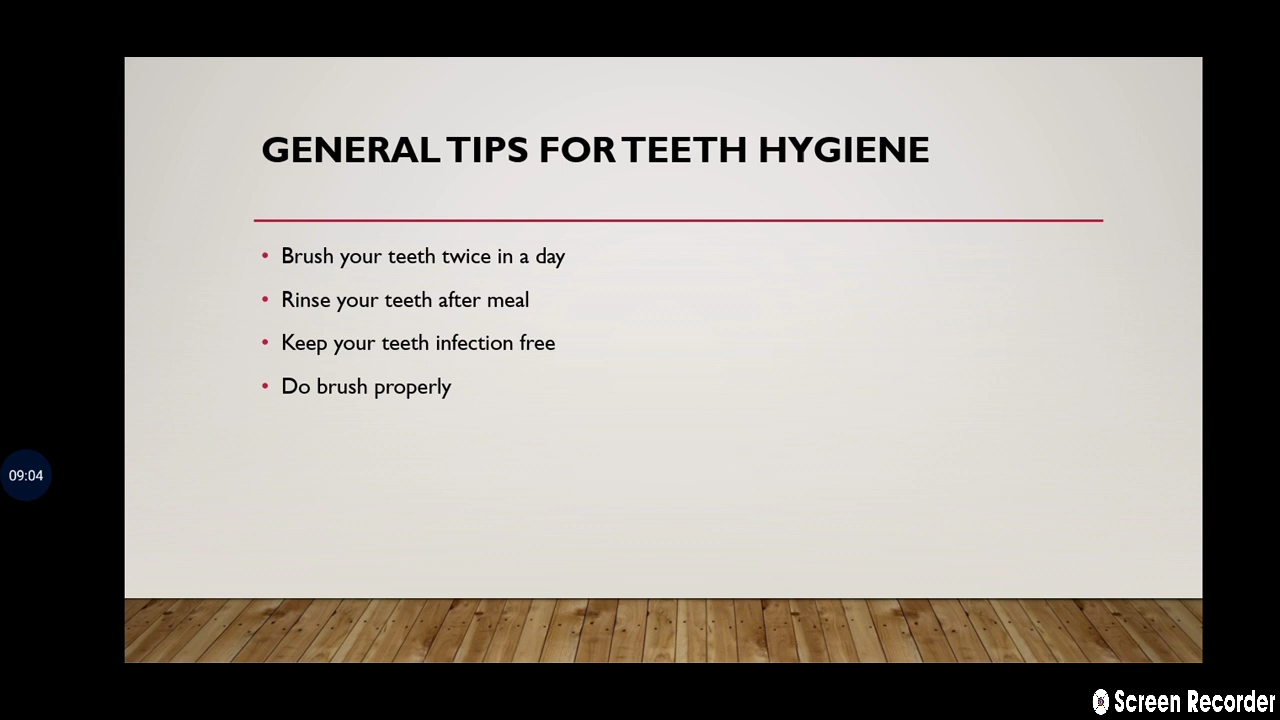 GENERAL TIPS FOR TEETH HYGIENE
• Brush your teeth twice in a day
• Rinse your teeth after meal
• Keep your teeth infection free
• Do brush properly
09:04
Screen Recorder